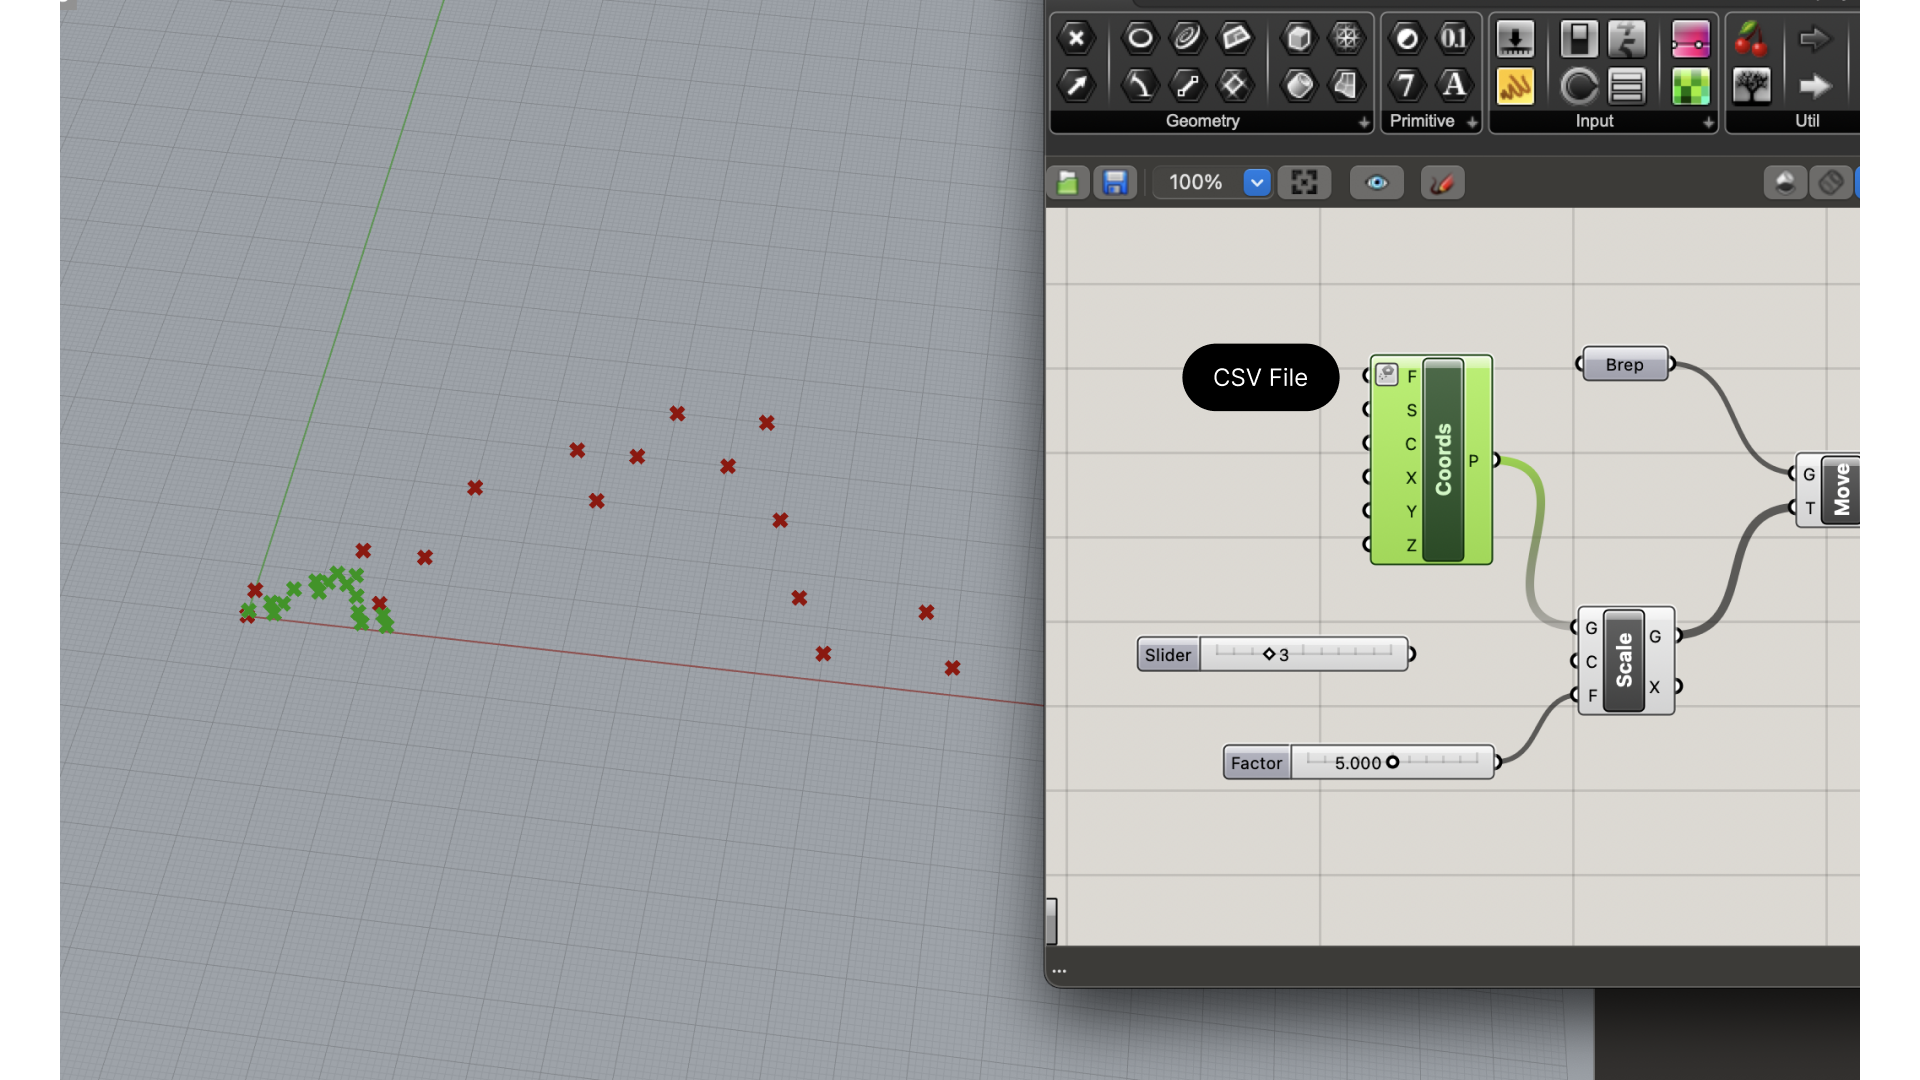 0.1
7 A
Geometry
Primitive
Input
Util
100%
CSV File
F
S
C
X
Y
Z
Coords
P
Brep
G
T
Move
G
C
F
Scale
G
X
Slider
3
Factor
5.000
...